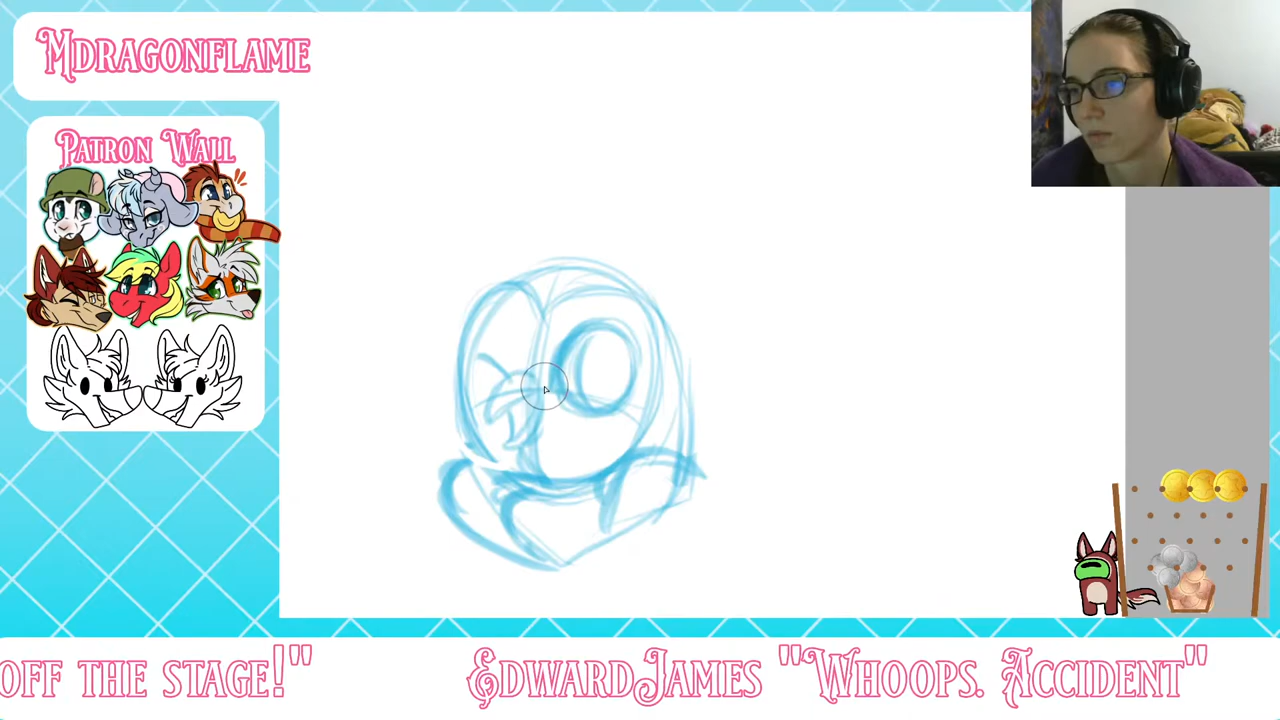 Mdragonflame
Patron Wall
off the stage!" EdwardJames "Whoops. Accident"